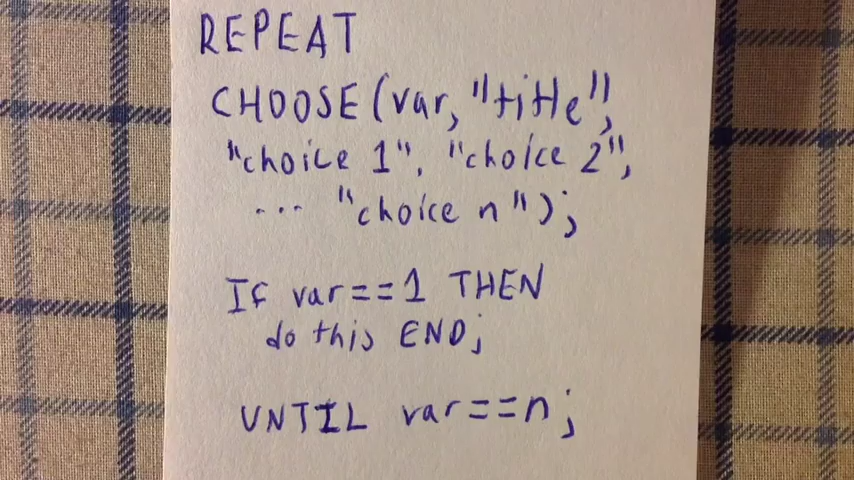 REPEAT
CHOOSE(var, "title",
"choice 1", "choice 2",
... "choice n");
If var==1 THEN
do this END;
UNTIL var==n;